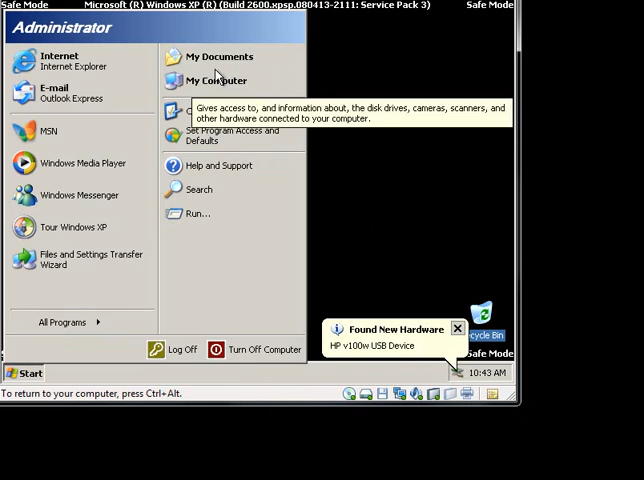 Safe Mode Microsoft (R) Windows XP (R) (Build 2600.xpsp.080413-2111: Service Pack 3) Safe Mode
Administrator
Internet
Internet Explorer
E-mail
Outlook Express
MSN
Windows Media Player
Windows Messenger
Tour Windows XP
Files and Settings Transfer
Wizard
All Programs
My Documents
My Computer
Gives access to, and information about, the disk drives, cameras, scanners, and
other hardware connected to your computer.
Set Program Access and
Defaults
Help and Support
Search
Run...
Log Off
Turn Off Computer
Found New Hardware
HP v100w USB Device
ecycle Bin
Safe Mode
Start
10:43 AM
To return to your computer, press Ctrl+Alt.